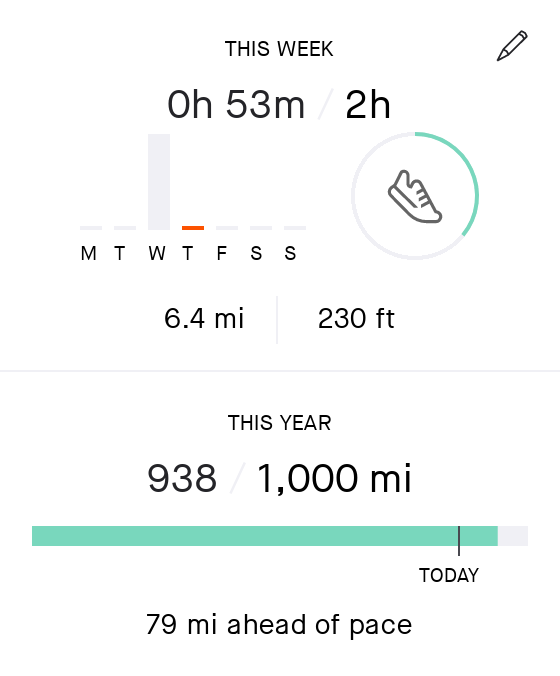 THIS WEEK
0h 53m / 2h
M T W T F S S
6.4 mi 230 ft
THIS YEAR
938 / 1,000 mi
TODAY
79 mi ahead of pace